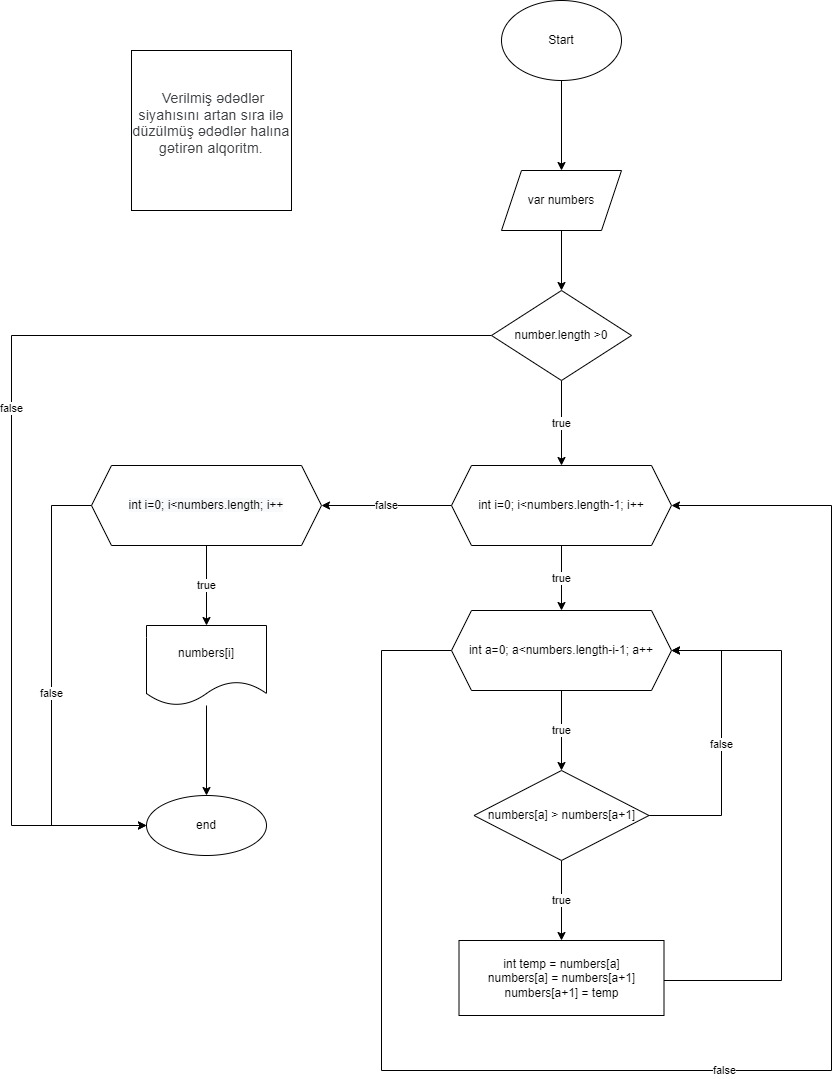 Start
Verilmiş ədədlər
siyahısını artan sıra ilə
düzülmüş ədədlər halına
gətirən alqoritm.
var numbers
number.length >0
false
true
int i=0; i<numbers.length; i++
false
int i=0; i<numbers.length-1; i++
true
true
numbers[i]
int a=0; a<numbers.length-i-1; a++
false
true
false
numbers[a] > numbers[a+1]
end
true
int temp = numbers[a]
numbers[a] = numbers[a+1]
numbers[a+1] = temp
false